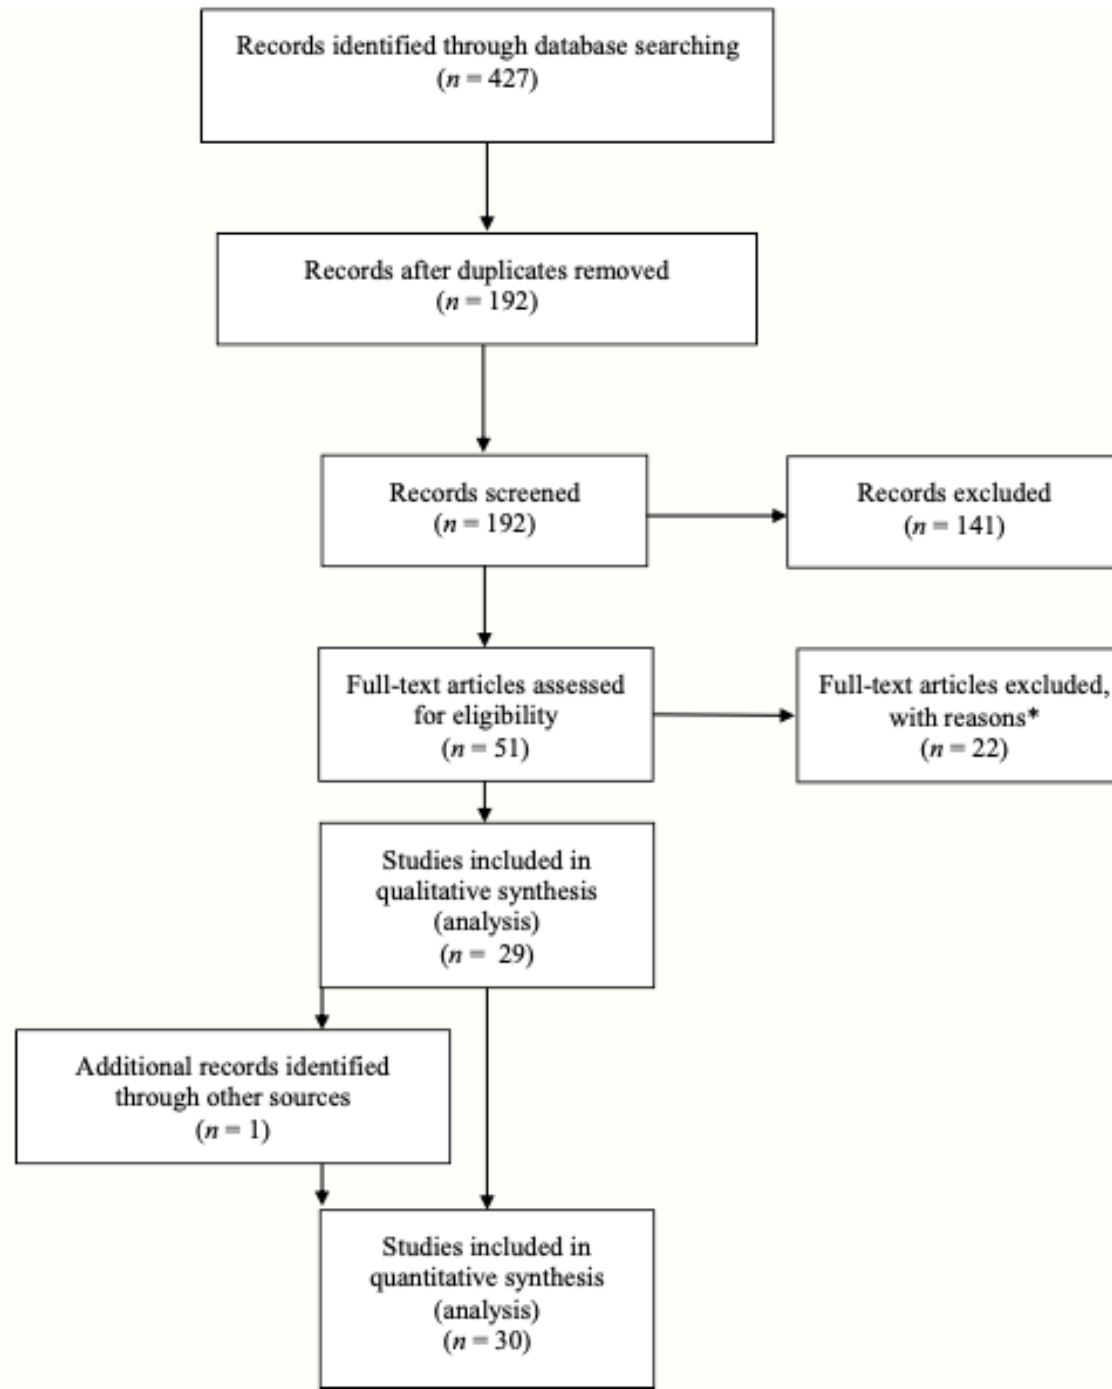 Records identified through database searching
(n = 427)
Records after duplicates removed
(n = 192)
Records screened
(n = 192)
Records excluded
(n = 141)
Full-text articles assessed
for eligibility
(n = 51)
Full-text articles excluded,
with reasons*
(n = 22)
Studies included in
qualitative synthesis
(analysis)
(n = 29)
Additional records identified
through other sources
(n = 1)
Studies included in
quantitative synthesis
(analysis)
(n = 30)